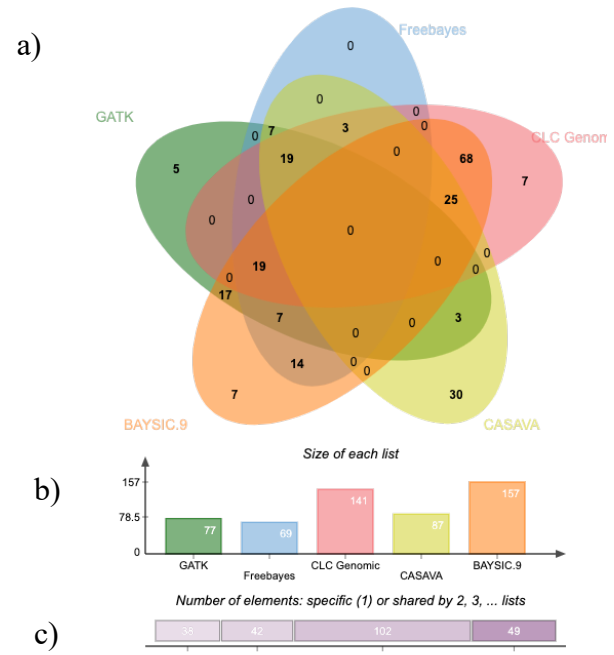 Freebayes
a)
0
GATK
0
0
0
7
3
0
CLC Genom
19
0
68
5
7
25
0
0
0
0
19
0
0
0
17
7
0
0
3
14
0
0
7
30
BAYSIC.9
CASAVA
Size of each list
b)
157
78.5
0
77
69
141
87
157
GATK
Freebayes
CLC Genomic
CASAVA
BAYSIC.9
Number of elements: specific (1) or shared by 2, 3, ... lists
c)
38
42
102
49